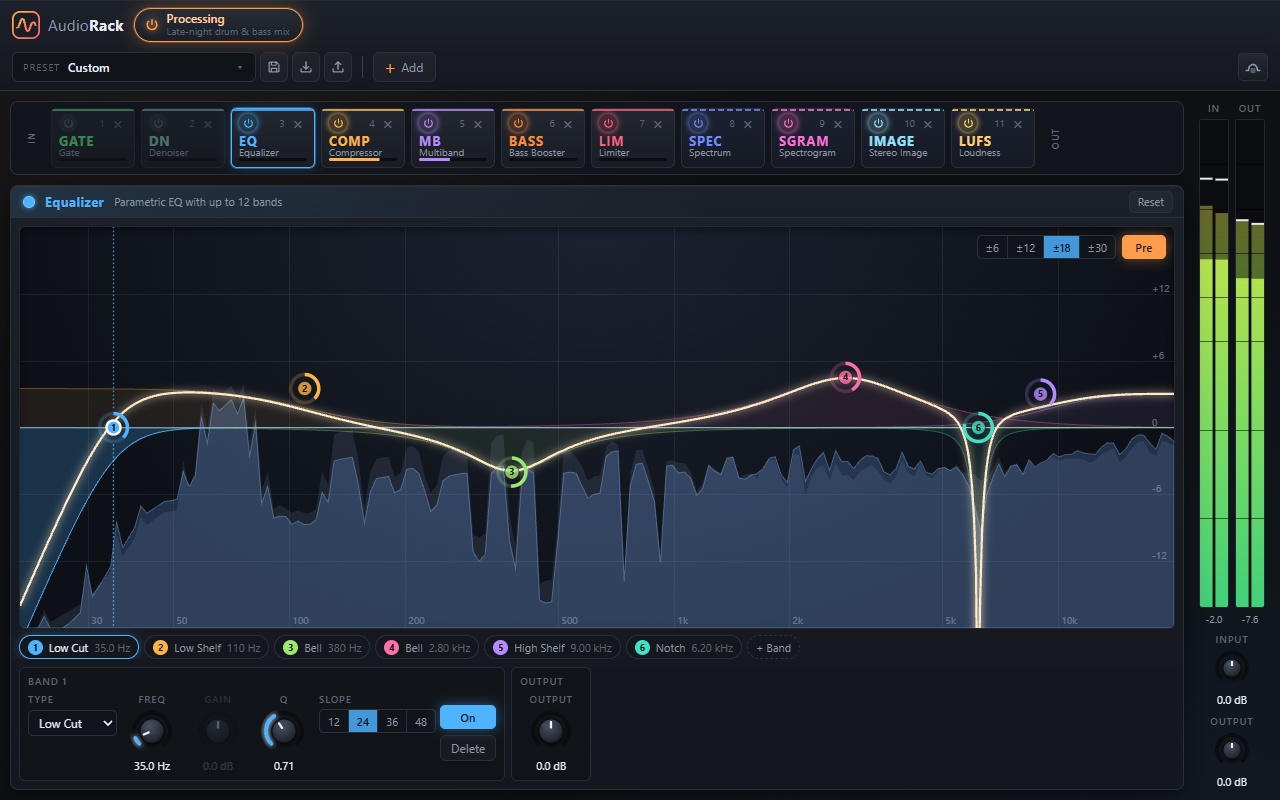 AudioRack
Processing
Late-night drum & bass mix
PRESET Custom
+ Add
IN
1 GATE Gate
2 DN Denoiser
3 EQ Equalizer
4 COMP Compressor
5 MB Multiband
6 BASS Bass Booster
7 LIM Limiter
8 SPEC Spectrum
9 SGRAM Spectrogram
10 IMAGE Stereo Image
11 LUFS Loudness
OUT
IN OUT
Equalizer Parametric EQ with up to 12 bands Reset
±6 ±12 ±18 ±30 Pre
+12
+6
0
-6
-12
1 2 3 4 5 6
30 50 100 200 500 1k 2k 5k 10k
1 Low Cut 35.0 Hz
2 Low Shelf 110 Hz
3 Bell 380 Hz
4 Bell 2.80 kHz
5 High Shelf 9.00 kHz
6 Notch 6.20 kHz
+ Band
BAND 1
TYPE FREQ GAIN Q SLOPE
Low Cut
12 24 36 48
On
Delete
35.0 Hz 0.0 dB 0.71
OUTPUT
OUTPUT
0.0 dB
-2.0 -7.6
INPUT
0.0 dB
OUTPUT
0.0 dB